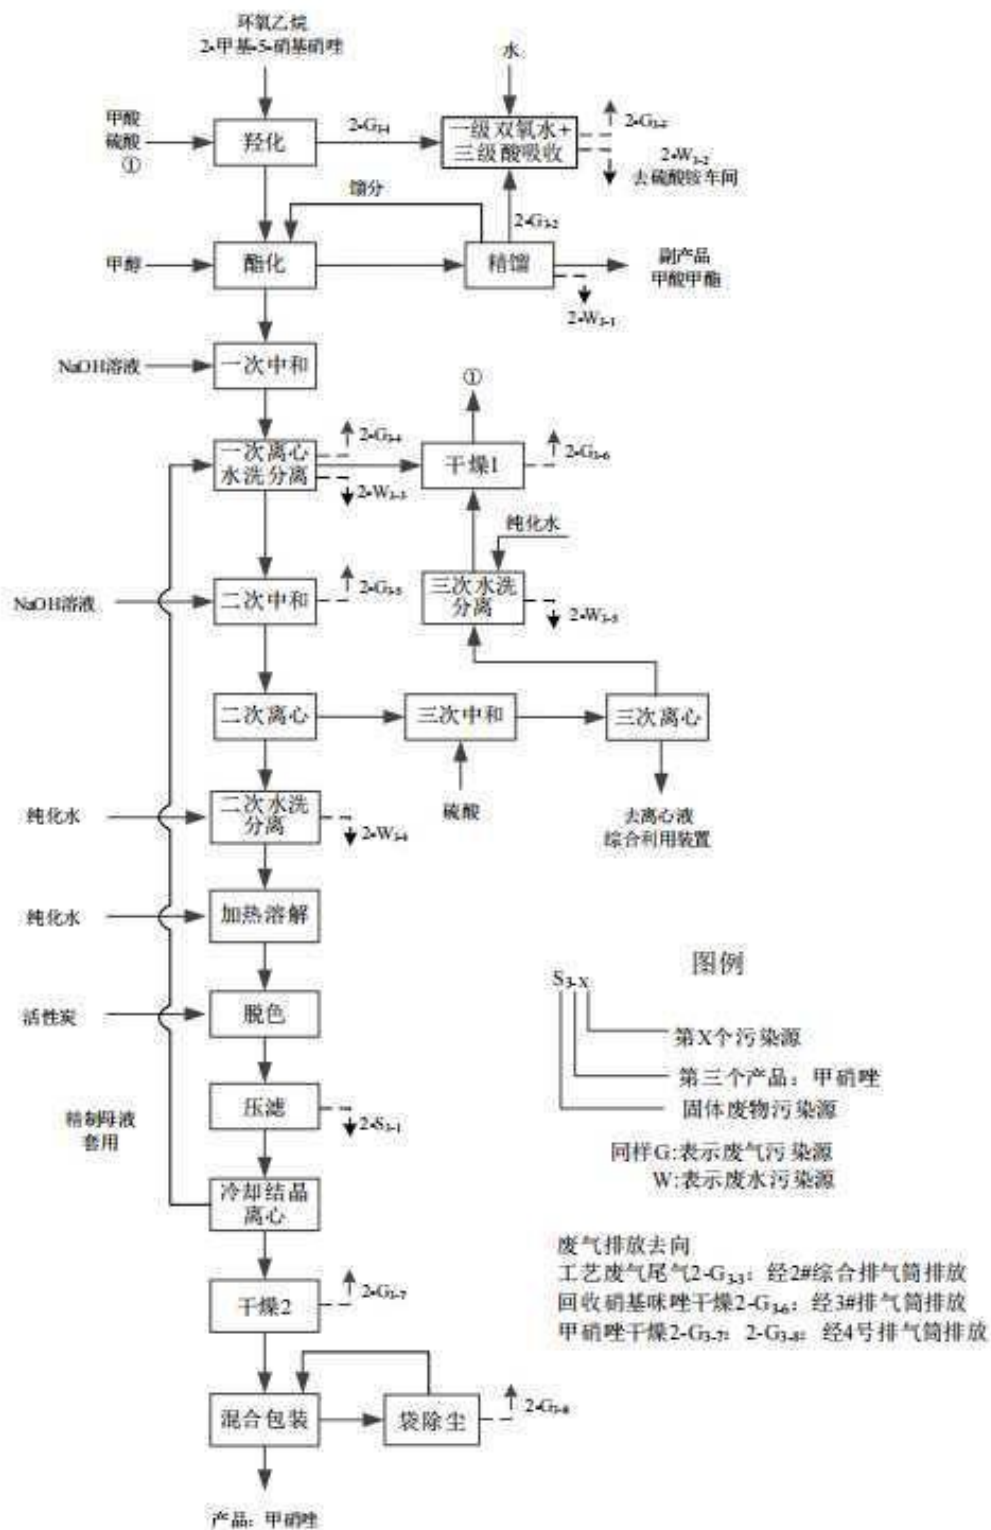 环氧乙烷
2-甲基-5-硝基硝唑
水
甲酸
硫酸
①
羟化
2-G3-1
一级双氧水+
三级酸吸收
2-W3-2
去硫酸铵车间
馏分
2-G3-2
甲醇
酯化
精馏
副产品
甲酸甲酯
2-W3-1
NaOH溶液
一次中和
①
一次离心
水洗分离
2-G3-4
2-W3-3
干燥1
2-G3-6
纯化水
NaOH溶液
二次中和
2-G3-5
三次水洗
分离
2-W3-5
二次离心
三次中和
三次离心
硫酸
去离心液
综合利用装置
纯化水
二次水洗
分离
2-W3-4
纯化水
加热溶解
活性炭
脱色
压滤
2-S3-1
精制母液
套用
冷却结晶
离心
干燥2
2-G3-7
混合包装
袋除尘
2-G3-8
产品：甲硝唑
图例
S3-X
第X个污染源
第三个产品：甲硝唑
固体废物污染源
同样G:表示废气污染源
W:表示废水污染源
废气排放去向
工艺废气尾气2-G3-3：经2#综合排气筒排放
回收硝基咪唑干燥2-G3-6：经3#排气筒排放
甲硝唑干燥2-G3-7；2-G3-8：经4号排气筒排放